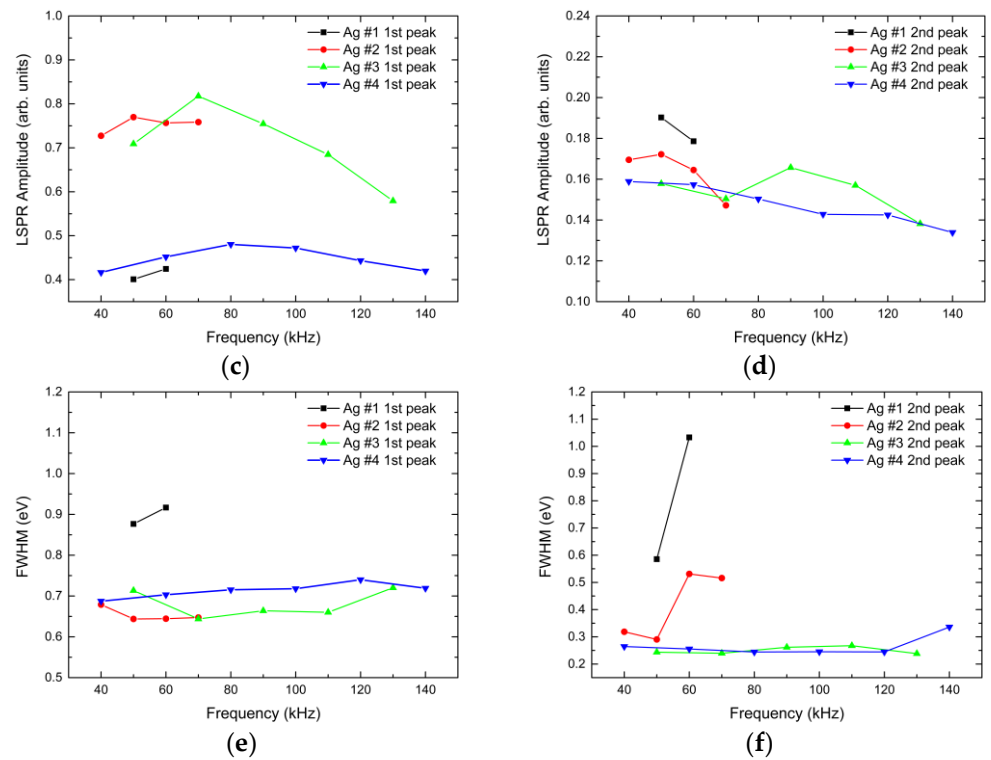 1.0
0.9
0.8
0.7
0.6
0.5
0.4
LSPR Amplitude (arb. units)
Ag #1 1st peak
Ag #2 1st peak
Ag #3 1st peak
Ag #4 1st peak
40 60 80 100 120 140
Frequency (kHz)
(c)
0.24
0.22
0.20
0.18
0.16
0.14
0.12
0.10
LSPR Amplitude (arb. units)
Ag #1 2nd peak
Ag #2 2nd peak
Ag #3 2nd peak
Ag #4 2nd peak
40 60 80 100 120 140
Frequency (kHz)
(d)
1.2
1.1
1.0
0.9
0.8
0.7
0.6
0.5
FWHM (eV)
Ag #1 1st peak
Ag #2 1st peak
Ag #3 1st peak
Ag #4 1st peak
40 60 80 100 120 140
Frequency (kHz)
(e)
1.2
1.1
1.0
0.9
0.8
0.7
0.6
0.5
0.4
0.3
0.2
FWHM (eV)
Ag #1 2nd peak
Ag #2 2nd peak
Ag #3 2nd peak
Ag #4 2nd peak
40 60 80 100 120 140
Frequency (kHz)
(f)